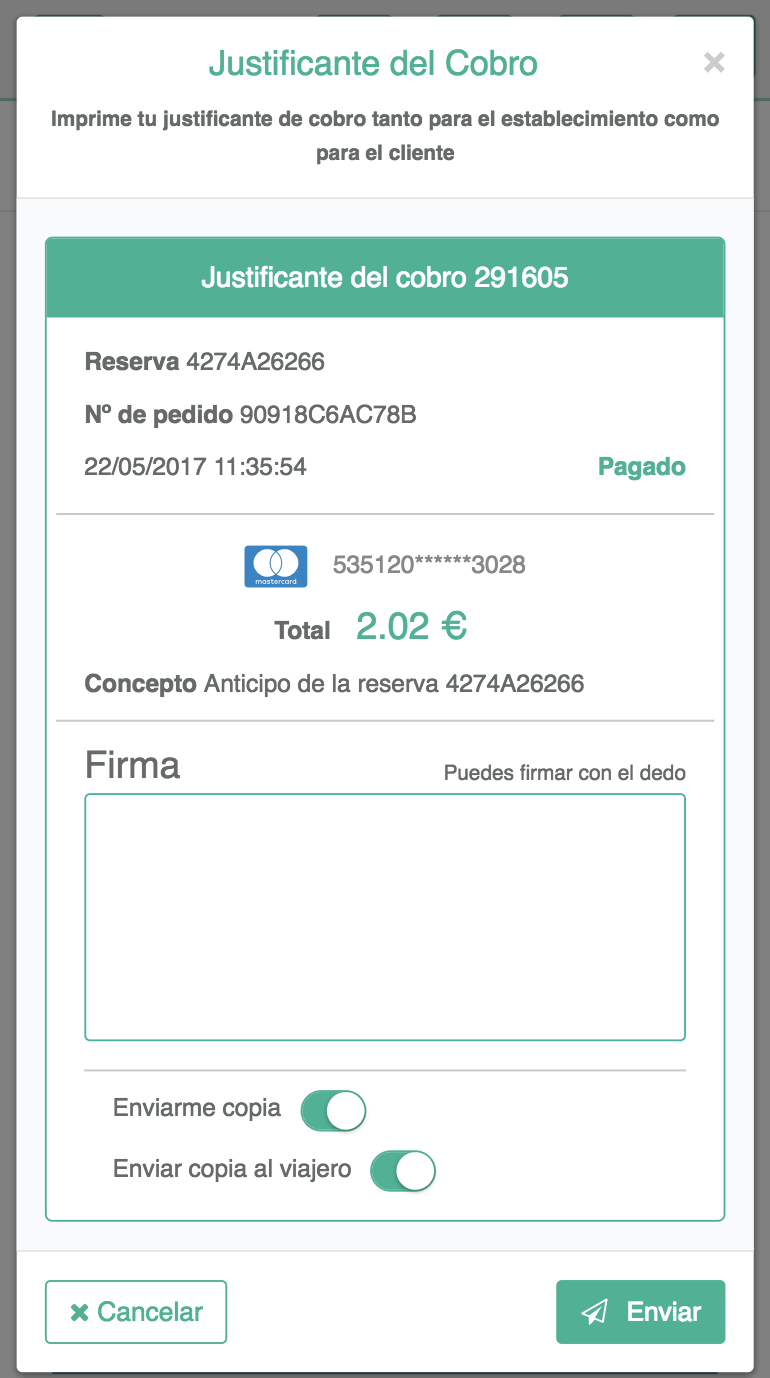 Justificante del Cobro
Imprime tu justificante de cobro tanto para el establecimiento como
para el cliente
Justificante del cobro 291605
Reserva 4274A26266
Nº de pedido 90918C6AC78B
22/05/2017 11:35:54 Pagado
mastercard. 535120******3028
Total 2.02 €
Concepto Anticipo de la reserva 4274A26266
Firma Puedes firmar con el dedo
Enviarme copia
Enviar copia al viajero
Cancelar Enviar